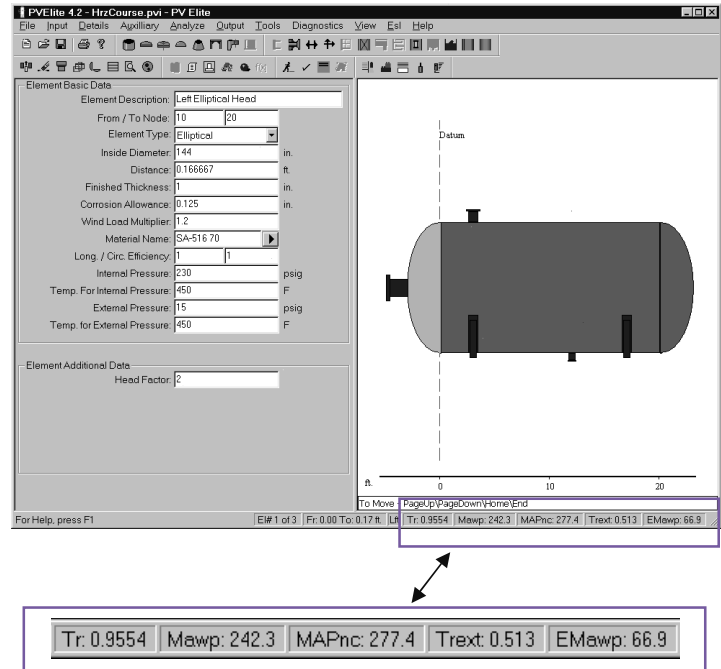 PVElite 4.2 - HrzCourse.pvi - PV Elite
File Input Details Auxilliary Analyze Output Tools Diagnostics View Esl Help
Element Basic Data
Element Description: Left Elliptical Head
From / To Node: 10 20
Element Type: Elliptical
Inside Diameter: 144 in.
Distance: 0.166667 ft.
Finished Thickness: 1 in.
Corrosion Allowance: 0.125 in.
Wind Load Multiplier: 1.2
Material Name: SA-516 70
Long. / Circ. Efficiency: 1 1
Internal Pressure: 230 psig
Temp. For Internal Pressure: 450 F
External Pressure: 15 psig
Temp. for External Pressure: 450 F
Element Additional Data
Head Factor: 2
Datum
ft. 0 10 20
To Move - PageUp\PageDown\Home\End
For Help, press F1 El# 1 of 3 Fr: 0.00 To: 0.17 ft. Lft Tr: 0.9554 Mawp: 242.3 MAPnc: 277.4 Trext: 0.513 EMawp: 66.9
Tr: 0.9554 Mawp: 242.3 MAPnc: 277.4 Trext: 0.513 EMawp: 66.9